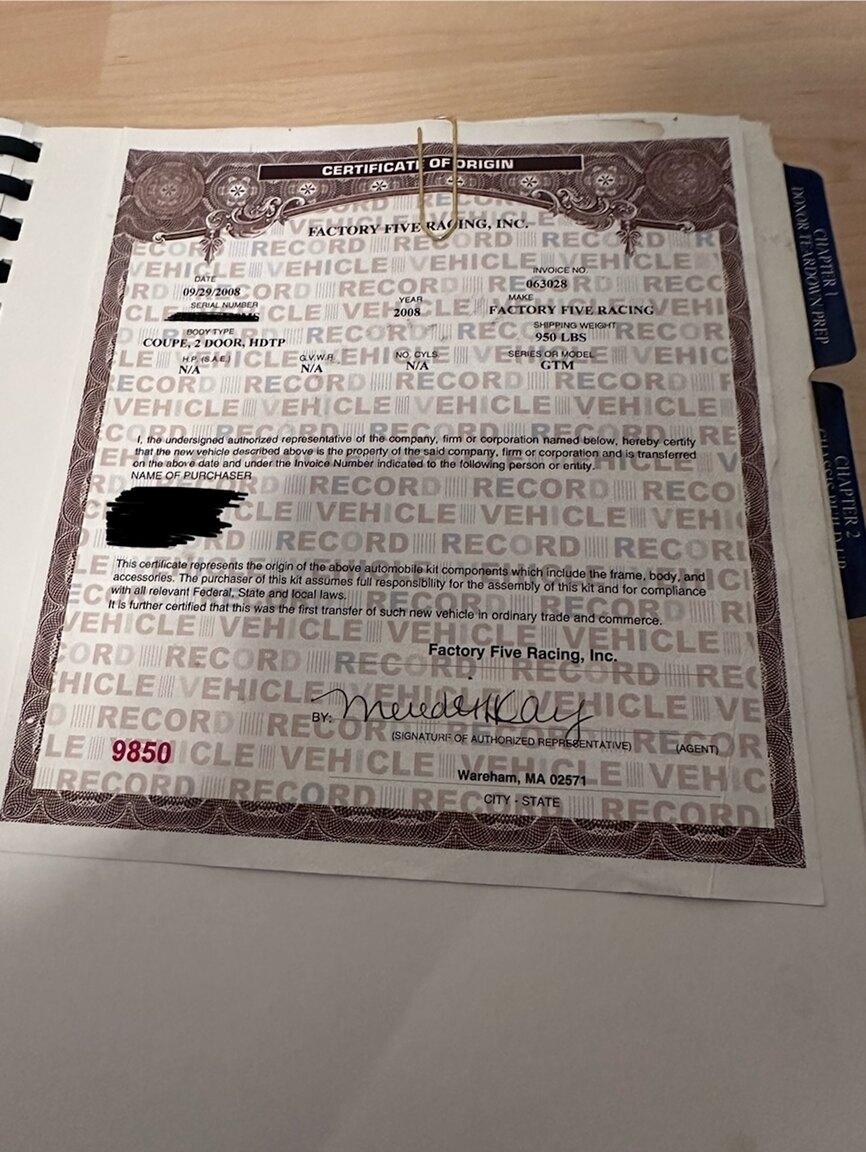 CERTIFICATE OF ORIGIN
FACTORY FIVE RACING, INC.
DATE
09/29/2008
INVOICE NO.
063028
SERIAL NUMBER
YEAR
2008
MAKE
FACTORY FIVE RACING
BODY TYPE
COUPE, 2 DOOR, HDTP
SHIPPING WEIGHT
950 LBS
H.P. (S.A.E.)
N/A
G.V.W.R.
N/A
NO. CYLS.
N/A
SERIES OR MODEL
GTM
I, the undersigned authorized representative of the company, firm or corporation named below, hereby certify
that the new vehicle described above is the property of the said company, firm or corporation and is transferred
on the above date and under the Invoice Number indicated to the following person or entity.
NAME OF PURCHASER
This certificate represents the origin of the above automobile kit components which include the frame, body, and
accessories. The purchaser of this kit assumes full responsibility for the assembly of this kit and for compliance
with all relevant Federal, State and local laws.
It is further certified that this was the first transfer of such new vehicle in ordinary trade and commerce.
Factory Five Racing, Inc.
BY:
(SIGNATURE OF AUTHORIZED REPRESENTATIVE) (AGENT)
9850
Wareham, MA 02571
CITY - STATE
CHAPTER 1
DONOR TEARDOWN PREP
CHAPTER 2